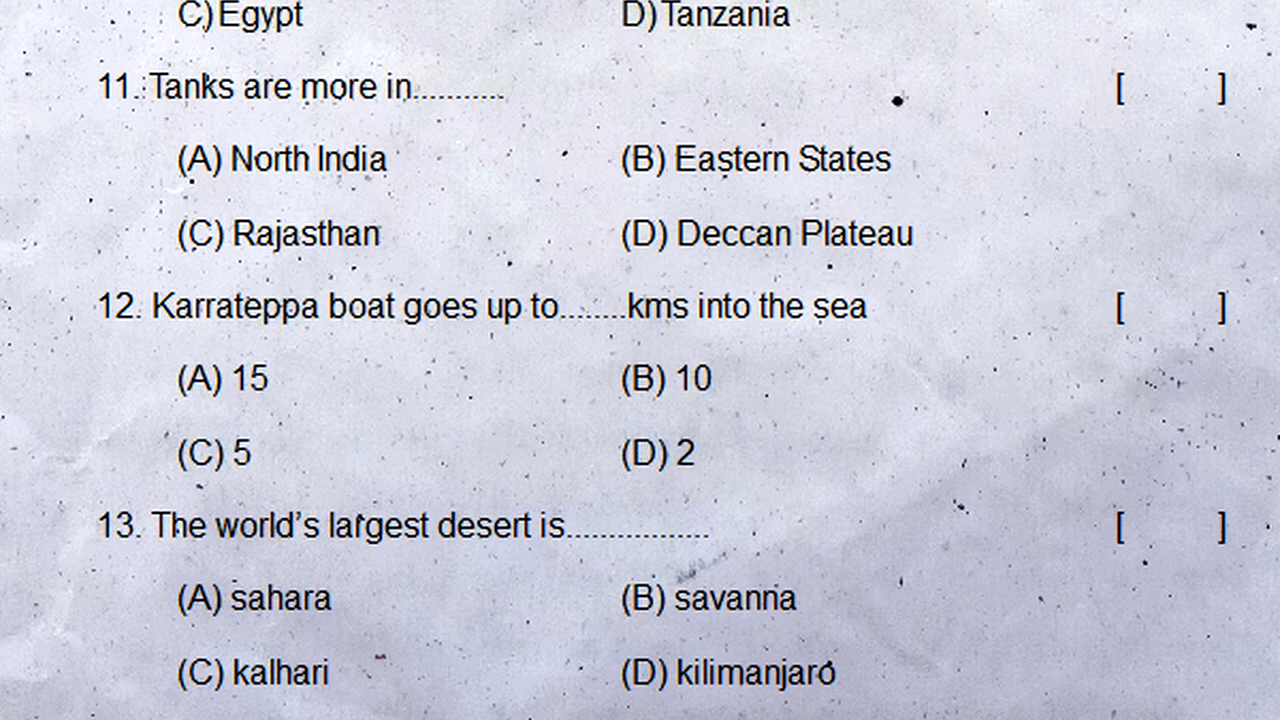 C) Egypt D) Tanzania
11. Tanks are more in........... [ ]
(A) North India (B) Eastern States
(C) Rajasthan (D) Deccan Plateau
12. Karrateppa boat goes up to........kms into the sea [ ]
(A) 15 (B) 10
(C) 5 (D) 2
13. The world’s largest desert is................. [ ]
(A) sahara (B) savanna
(C) kalhari (D) kilimanjaro